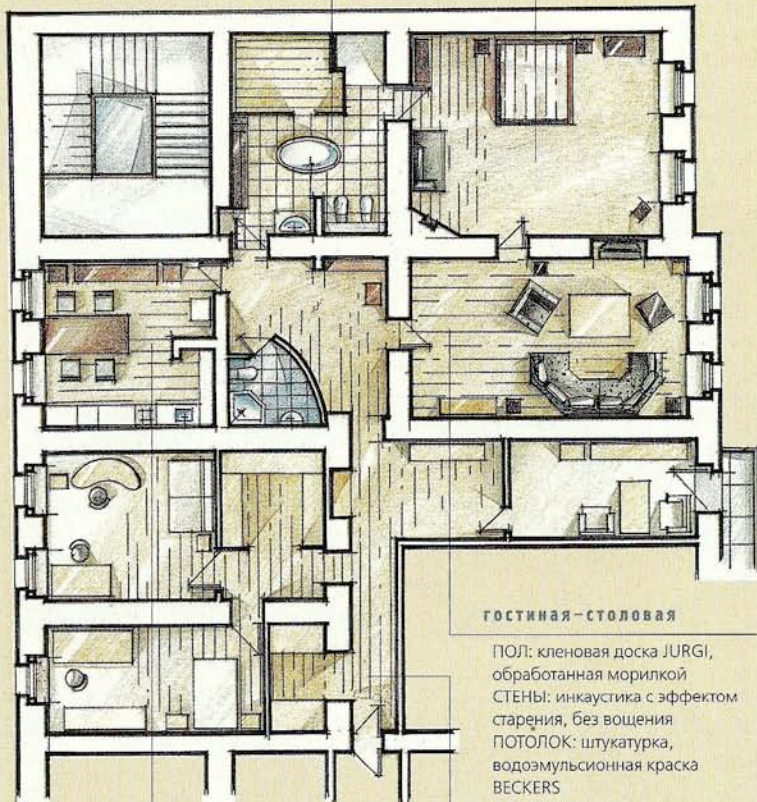 гостиная-столовая
ПОЛ: кленовая доска JURGI,
обработанная морилкой
СТЕНЫ: инкаустика с эффектом
старения, без вощения
ПОТОЛОК: штукатурка,
водоэмульсионная краска
BECKERS